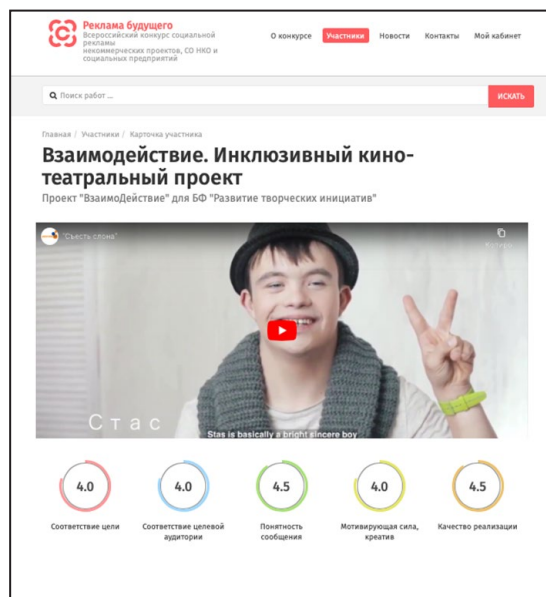 Реклама будущего
Всероссийский конкурс социальной
рекламы
некоммерческих проектов, СО НКО и
социальных предприятий
О конкурсе Участники Новости Контакты Мой кабинет
Поиск работ ...
ИСКАТЬ
Главная / Участники / Карточка участника
Взаимодействие. Инклюзивный кино-
театральный проект
Проект "ВзаимоДействие" для БФ "Развитие творческих инициатив"
"Съесть слона"
Стас
Stas is basically a bright sincere boy
4.0 4.0 4.5 4.0 4.5
Соответствие цели
Соответствие целевой
аудитории
Понятность
сообщения
Мотивирующая сила,
креатив
Качество реализации